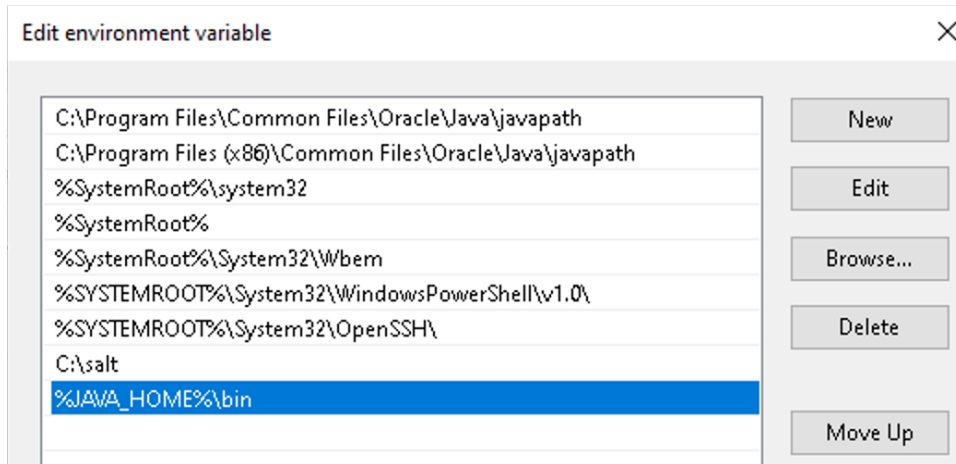 Edit environment variable
C:\Program Files\Common Files\Oracle\Java\javapath
C:\Program Files (x86)\Common Files\Oracle\Java\javapath
%SystemRoot%\system32
%SystemRoot%
%SystemRoot%\System32\Wbem
%SYSTEMROOT%\System32\WindowsPowerShell\v1.0\
%SYSTEMROOT%\System32\OpenSSH\
C:\salt
%JAVA_HOME%\bin
New
Edit
Browse...
Delete
Move Up